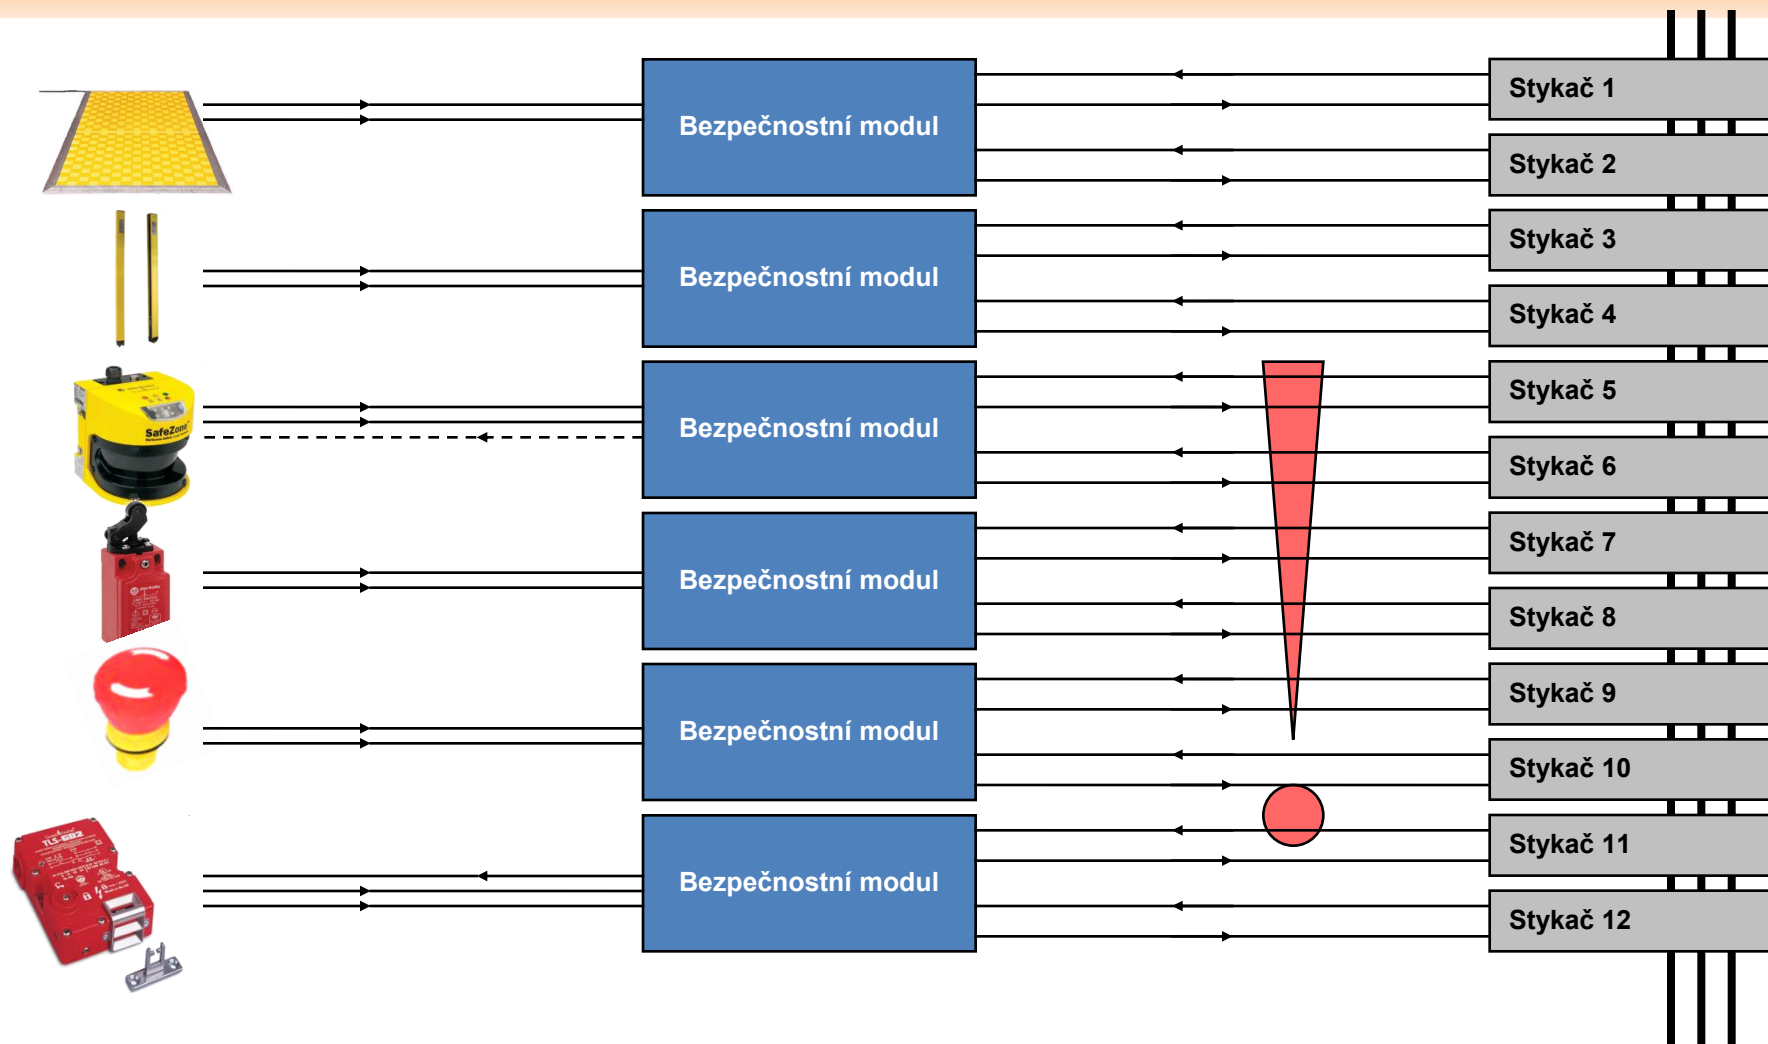 Bezpečnostní modul
Stykač 1
Stykač 2
Bezpečnostní modul
Stykač 3
Stykač 4
SafeZone
Bezpečnostní modul
Stykač 5
Stykač 6
Bezpečnostní modul
Stykač 7
Stykač 8
Bezpečnostní modul
Stykač 9
Stykač 10
TLS-GD2
Bezpečnostní modul
Stykač 11
Stykač 12